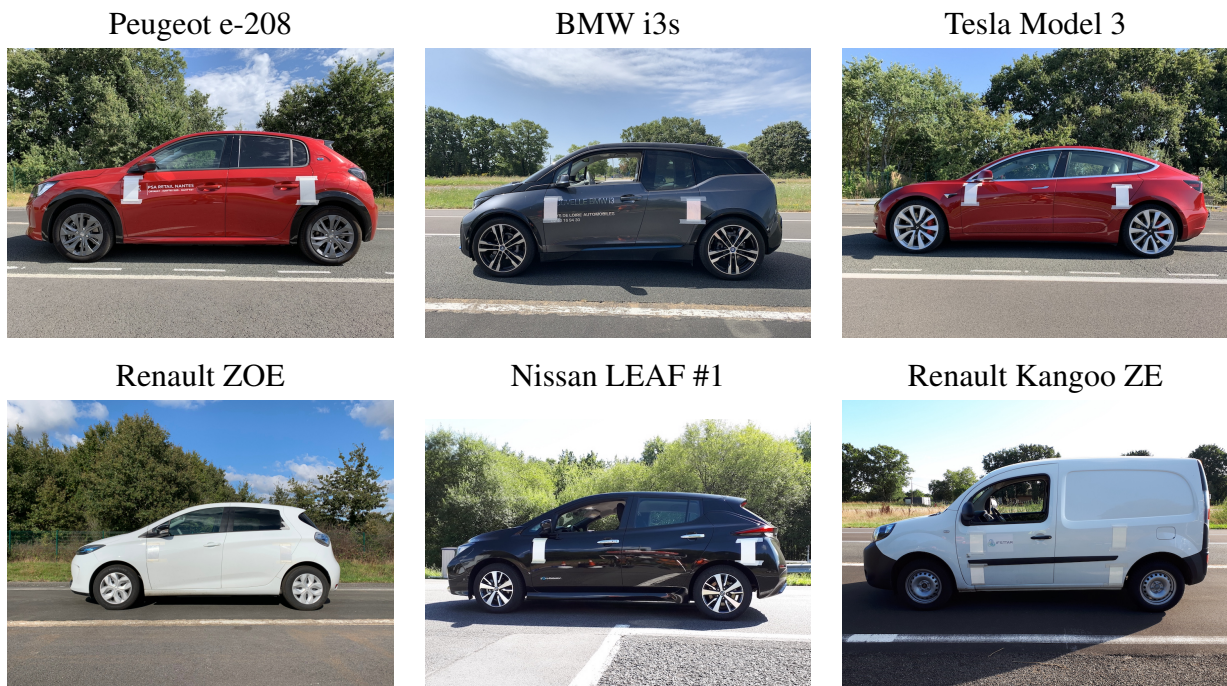 Peugeot e-208
BMW i3s
Tesla Model 3
PSA RETAIL NANTES
Renault ZOE
Nissan LEAF #1
Renault Kangoo ZE